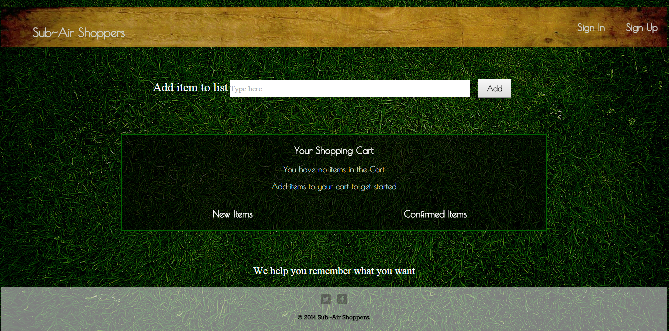 Sub-Air Shoppers
Sign In Sign Up
Add item to list Type here Add
Your Shopping Cart
You have no items in the Cart
Add items to your cart to get started
New Items Confirmed Items
We help you remember what you want
© 2014 Sub-Air Shoppers